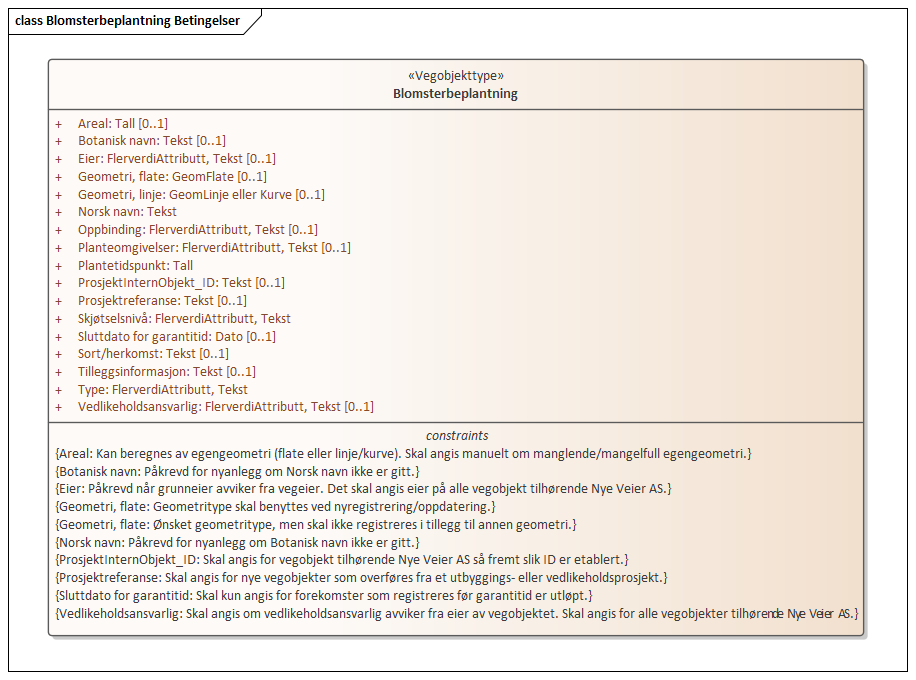 class Blomsterbeplantning Betingelser
«Vegobjekttype»
Blomsterbeplantning
+ Areal: Tall [0..1]
+ Botanisk navn: Tekst [0..1]
+ Eier: FlerverdiAttributt, Tekst [0..1]
+ Geometri, flate: GeomFlate [0..1]
+ Geometri, linje: GeomLinje eller Kurve [0..1]
+ Norsk navn: Tekst
+ Oppbinding: FlerverdiAttributt, Tekst [0..1]
+ Planteomgivelser: FlerverdiAttributt, Tekst [0..1]
+ Plantetidspunkt: Tall
+ ProsjektInternObjekt_ID: Tekst [0..1]
+ Prosjektreferanse: Tekst [0..1]
+ Skjøtselsnivå: FlerverdiAttributt, Tekst
+ Sluttdato for garantitid: Dato [0..1]
+ Sort/herkomst: Tekst [0..1]
+ Tilleggsinformasjon: Tekst [0..1]
+ Type: FlerverdiAttributt, Tekst
+ Vedlikeholdsansvarlig: FlerverdiAttributt, Tekst [0..1]
constraints
{Areal: Kan beregnes av egengeometri (flate eller linje/kurve). Skal angis manuelt om manglende/mangelfull egengeometri.}
{Botanisk navn: Påkrevd for nyanlegg om Norsk navn ikke er gitt.}
{Eier: Påkrevd når grunneier avviker fra vegeier. Det skal angis eier på alle vegobjekt tilhørende Nye Veier AS.}
{Geometri, flate: Geometritype skal benyttes ved nyregistrering/oppdatering.}
{Geometri, flate: Ønsket geometritype, men skal ikke registreres i tillegg til annen geometri.}
{Norsk navn: Påkrevd for nyanlegg om Botanisk navn ikke er gitt.}
{ProsjektInternObjekt_ID: Skal angis for vegobjekt tilhørende Nye Veier AS så fremt slik ID er etablert.}
{Prosjektreferanse: Skal angis for nye vegobjekter som overføres fra et utbyggings- eller vedlikeholdsprosjekt.}
{Sluttdato for garantitid: Skal kun angis for forekomster som registreres før garantitid er utløpt.}
{Vedlikeholdsansvarlig: Skal angis om vedlikeholdsansvarlig avviker fra eier av vegobjektet. Skal angis for alle vegobjekter tilhørende Nye Veier AS.}